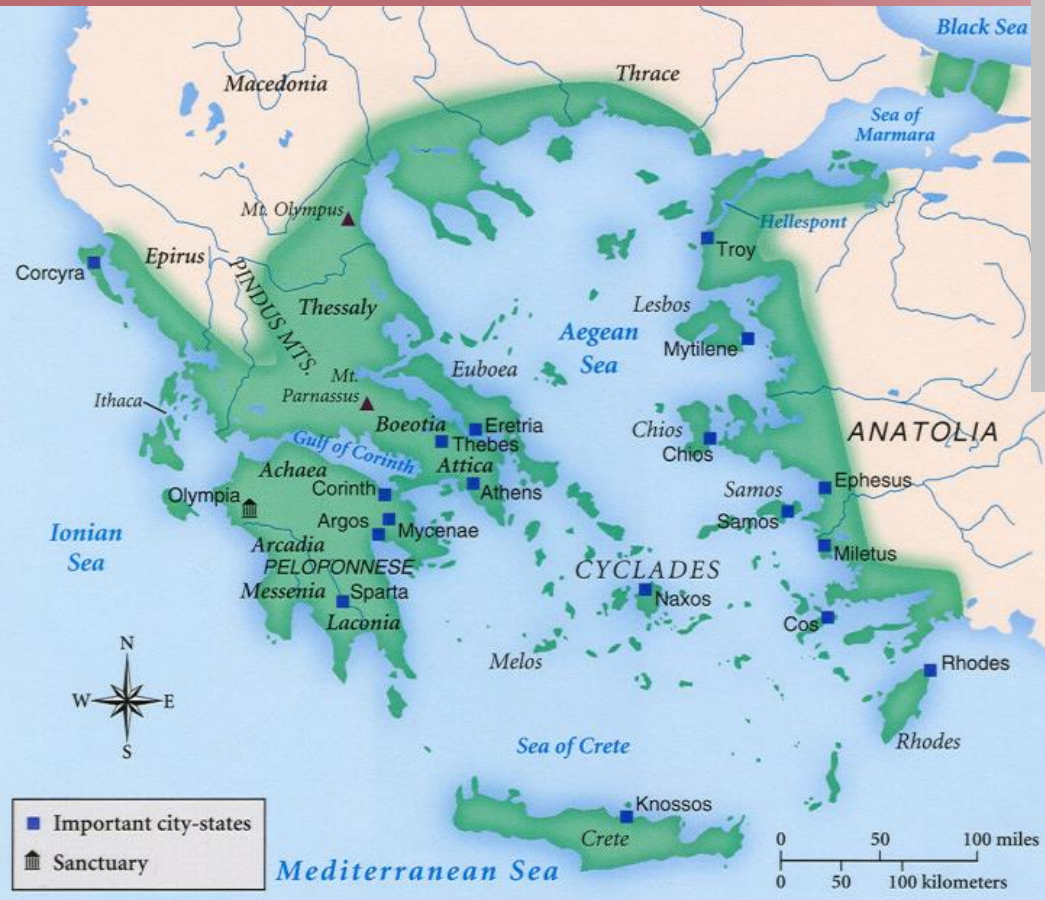 Black Sea
Thrace
Macedonia
Sea of
Marmara
Mt. Olympus
Hellespont
Troy
Epirus
Corcyra
PINDUS MTS.
Thessaly
Lesbos
Aegean
Sea
Mytilene
Euboea
Mt.
Parnassus
Ithaca
Boeotia
Eretria
Thebes
Chios
Chios
ANATOLIA
Gulf of Corinth
Attica
Achaea
Corinth
Athens
Olympia
Ephesus
Samos
Samos
Argos
Mycenae
Ionian
Sea
Arcadia
Miletus
PELOPONNESE
CYCLADES
Messenia
Sparta
Naxos
Laconia
Cos
Melos
Rhodes
Rhodes
N
W
E
S
Sea of Crete
Knossos
Crete
Important city-states
Sanctuary
Mediterranean Sea
0 50 100 miles
0 50 100 kilometers